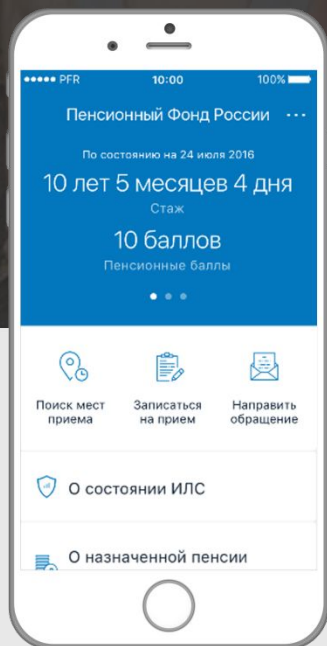 PFR 10:00 100%
Пенсионный Фонд России ...
По состоянию на 24 июля 2016
10 лет 5 месяцев 4 дня
Стаж
10 баллов
Пенсионные баллы
Поиск мест
приема
Записаться
на прием
Направить
обращение
О состоянии ИЛС
О назначенной пенсии